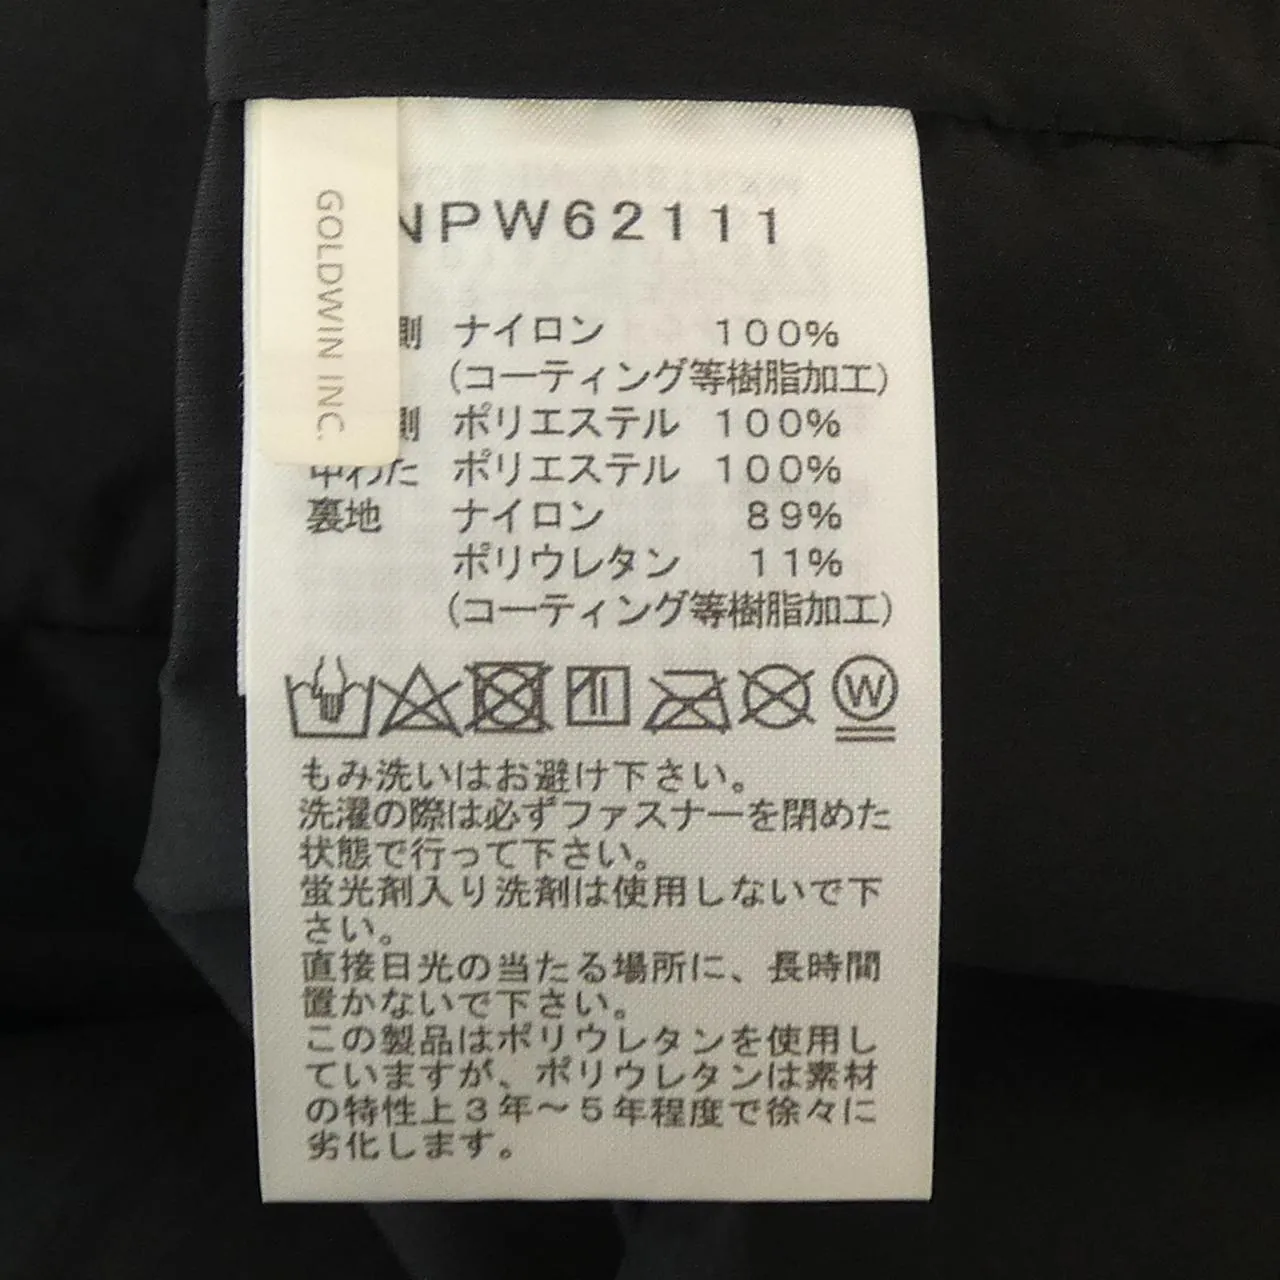 GOLDWIN INC.
NPW62111
側 ナイロン 100%
(コーティング等樹脂加工)
側 ポリエステル 100%
中わた ポリエステル 100%
裏地 ナイロン 89%
ポリウレタン 11%
(コーティング等樹脂加工)
W
もみ洗いはお避け下さい。
洗濯の際は必ずファスナーを閉めた
状態で行って下さい。
蛍光剤入り洗剤は使用しないで下
さい。
直接日光の当たる場所に、長時間
置かないで下さい。
この製品はポリウレタンを使用し
ていますが、ポリウレタンは素材
の特性上3年～5年程度で徐々に
劣化します。